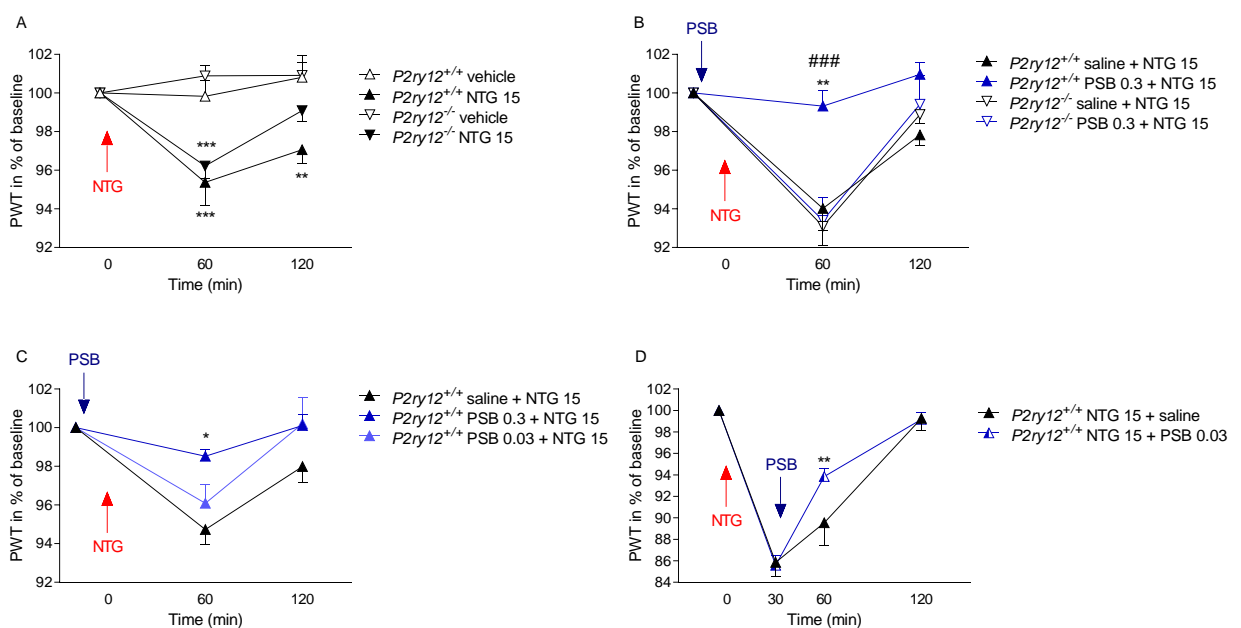 A
PWT in % of baseline
102
100
98
96
94
92
NTG
***
***
**
0
60
120
Time (min)
P2ry12+/+ vehicle
P2ry12+/+ NTG 15
P2ry12-/- vehicle
P2ry12-/- NTG 15
B
PSB
PWT in % of baseline
102
100
98
96
94
92
NTG
###
**
0
60
120
Time (min)
P2ry12+/+ saline + NTG 15
P2ry12+/+ PSB 0.3 + NTG 15
P2ry12-/- saline + NTG 15
P2ry12-/- PSB 0.3 + NTG 15
C
PSB
PWT in % of baseline
102
100
98
96
94
92
NTG
*
0
60
120
Time (min)
P2ry12+/+ saline + NTG 15
P2ry12+/+ PSB 0.3 + NTG 15
P2ry12+/+ PSB 0.03 + NTG 15
D
PWT in % of baseline
102
100
98
96
94
92
90
88
86
84
NTG
PSB
**
0
30
60
120
Time (min)
P2ry12+/+ NTG 15 + saline
P2ry12+/+ NTG 15 + PSB 0.03